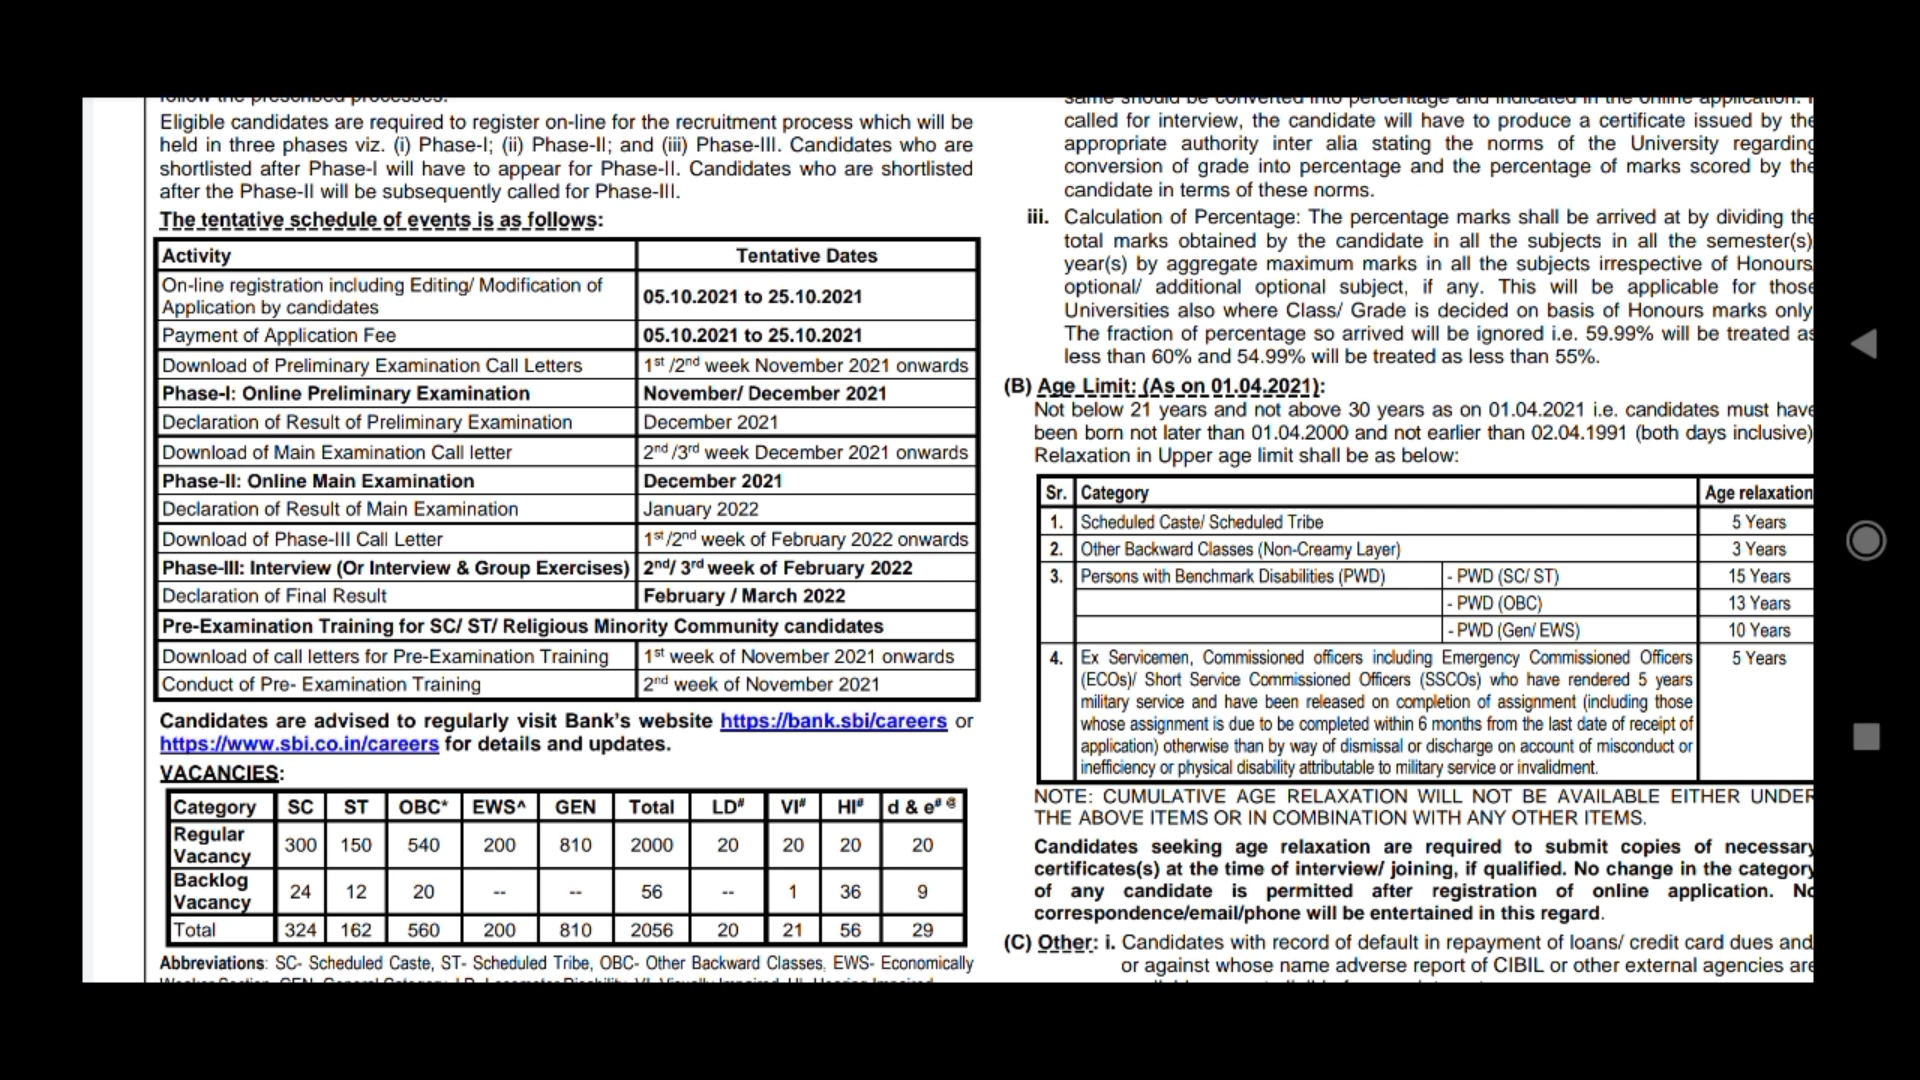 follow the prescribed processes.
Eligible candidates are required to register on-line for the recruitment process which will be
held in three phases viz. (i) Phase-I; (ii) Phase-II; and (iii) Phase-III. Candidates who are
shortlisted after Phase-I will have to appear for Phase-II. Candidates who are shortlisted
after the Phase-II will be subsequently called for Phase-III.
The tentative schedule of events is as follows:
Activity Tentative Dates
On-line registration including Editing/ Modification of
Application by candidates 05.10.2021 to 25.10.2021
Payment of Application Fee 05.10.2021 to 25.10.2021
Download of Preliminary Examination Call Letters 1st /2nd week November 2021 onwards
Phase-I: Online Preliminary Examination November/ December 2021
Declaration of Result of Preliminary Examination December 2021
Download of Main Examination Call letter 2nd /3rd week December 2021 onwards
Phase-II: Online Main Examination December 2021
Declaration of Result of Main Examination January 2022
Download of Phase-III Call Letter 1st /2nd week of February 2022 onwards
Phase-III: Interview (Or Interview & Group Exercises) 2nd/ 3rd week of February 2022
Declaration of Final Result February / March 2022
Pre-Examination Training for SC/ ST/ Religious Minority Community candidates
Download of call letters for Pre-Examination Training 1st week of November 2021 onwards
Conduct of Pre- Examination Training 2nd week of November 2021
Candidates are advised to regularly visit Bank's website https://bank.sbi/careers or
https://www.sbi.co.in/careers for details and updates.
VACANCIES:
Category SC ST OBC* EWS^ GEN Total LD# VI# HI# d & e# @
Regular
Vacancy 300 150 540 200 810 2000 20 20 20 20
Backlog
Vacancy 24 12 20 -- -- 56 -- 1 36 9
Total 324 162 560 200 810 2056 20 21 56 29
Abbreviations: SC- Scheduled Caste, ST- Scheduled Tribe, OBC- Other Backward Classes, EWS- Economically
same should be converted into percentage and indicated in the online application. I
called for interview, the candidate will have to produce a certificate issued by the
appropriate authority inter alia stating the norms of the University regarding
conversion of grade into percentage and the percentage of marks scored by the
candidate in terms of these norms.
iii. Calculation of Percentage: The percentage marks shall be arrived at by dividing the
total marks obtained by the candidate in all the subjects in all the semester(s)
year(s) by aggregate maximum marks in all the subjects irrespective of Honours
optional/ additional optional subject, if any. This will be applicable for those
Universities also where Class/ Grade is decided on basis of Honours marks only
The fraction of percentage so arrived will be ignored i.e. 59.99% will be treated as
less than 60% and 54.99% will be treated as less than 55%.
(B) Age Limit: (As on 01.04.2021):
Not below 21 years and not above 30 years as on 01.04.2021 i.e. candidates must have
been born not later than 01.04.2000 and not earlier than 02.04.1991 (both days inclusive)
Relaxation in Upper age limit shall be as below:
Sr. Category Age relaxation
1. Scheduled Caste/ Scheduled Tribe 5 Years
2. Other Backward Classes (Non-Creamy Layer) 3 Years
3. Persons with Benchmark Disabilities (PWD) - PWD (SC/ ST) 15 Years
- PWD (OBC) 13 Years
- PWD (Gen/ EWS) 10 Years
4. Ex Servicemen, Commissioned officers including Emergency Commissioned Officers 5 Years
(ECOs)/ Short Service Commissioned Officers (SSCOs) who have rendered 5 years
military service and have been released on completion of assignment (including those
whose assignment is due to be completed within 6 months from the last date of receipt of
application) otherwise than by way of dismissal or discharge on account of misconduct or
inefficiency or physical disability attributable to military service or invalidment.
NOTE: CUMULATIVE AGE RELAXATION WILL NOT BE AVAILABLE EITHER UNDER
THE ABOVE ITEMS OR IN COMBINATION WITH ANY OTHER ITEMS.
Candidates seeking age relaxation are required to submit copies of necessary
certificates(s) at the time of interview/ joining, if qualified. No change in the category
of any candidate is permitted after registration of online application. No
correspondence/email/phone will be entertained in this regard.
(C) Other: i. Candidates with record of default in repayment of loans/ credit card dues and
or against whose name adverse report of CIBIL or other external agencies are